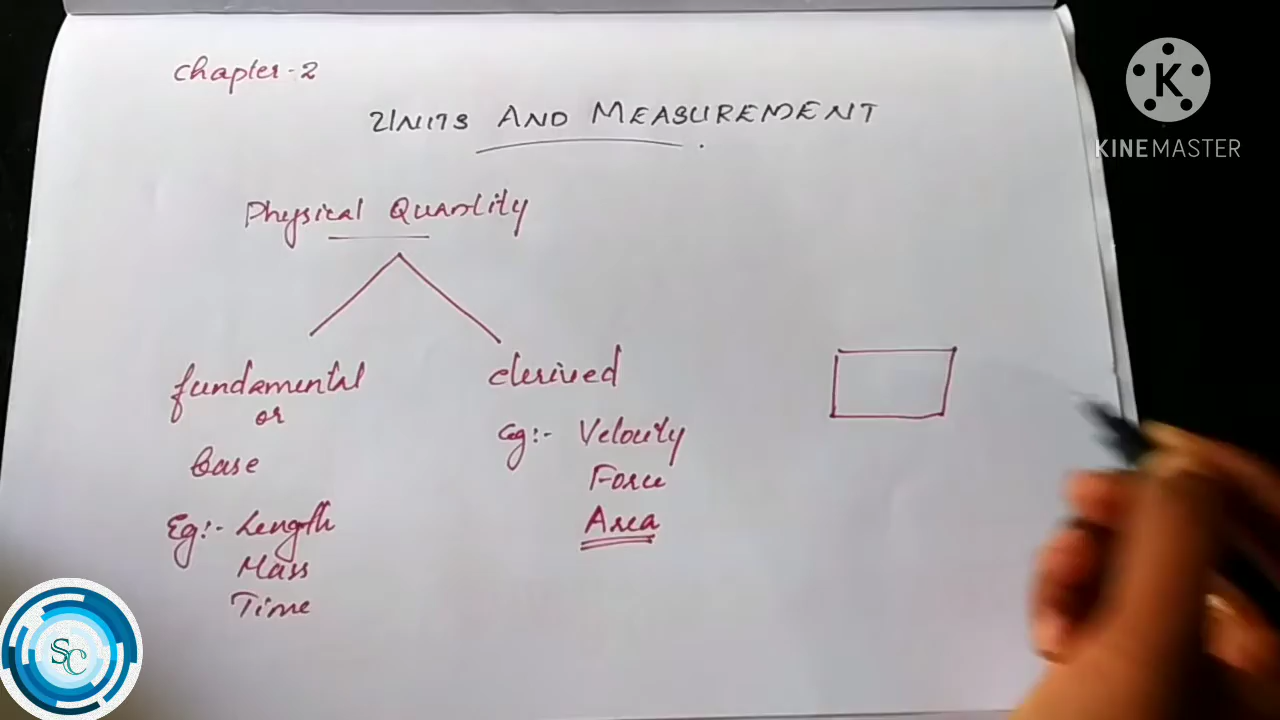 Chapter-2
UNITS AND MEASUREMENT.
Physical Quantity
fundamental
or
base
Eg:- Length
Mass
Time
derived
Eg:- Velocity
Force
Area
K
KINEMASTER
SC